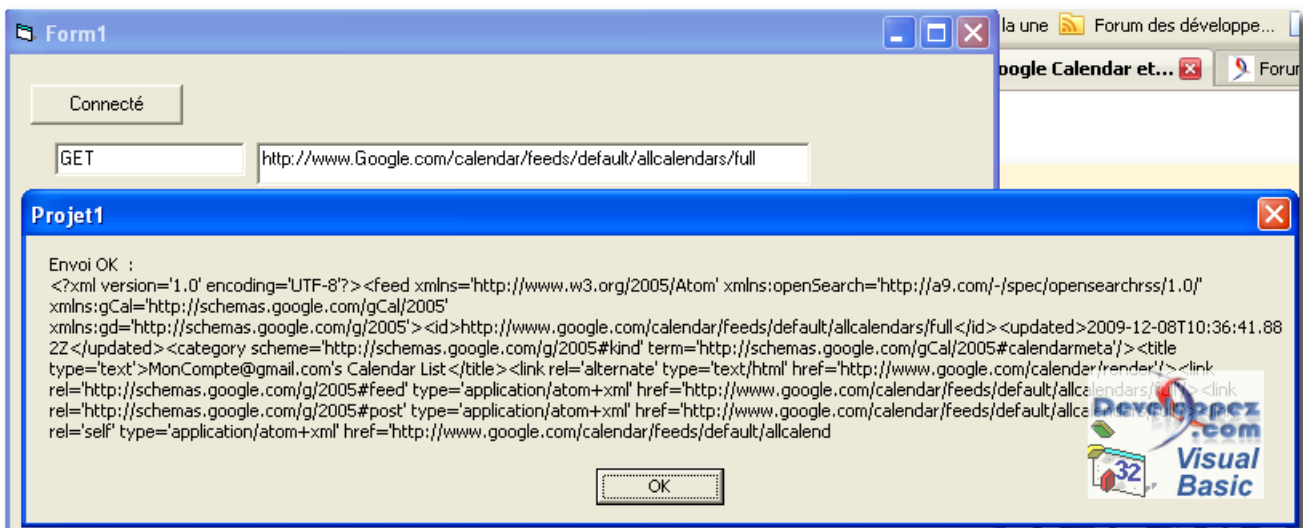 Form1
la une Forum des développe...
oogle Calendar et...
Forur
Connecté
GET
http://www.Google.com/calendar/feeds/default/allcalendars/full
Projet1
Envoi OK :
<?xml version='1.0' encoding='UTF-8'?><feed xmlns='http://www.w3.org/2005/Atom' xmlns:openSearch='http://a9.com/-/spec/opensearchrss/1.0/'
xmlns:gCal='http://schemas.google.com/gCal/2005'
xmlns:gd='http://schemas.google.com/g/2005'><id>http://www.google.com/calendar/feeds/default/allcalendars/full</id><updated>2009-12-08T10:36:41.88
2Z</updated><category scheme='http://schemas.google.com/g/2005#kind' term='http://schemas.google.com/gCal/2005#calendarmeta'/><title
type='text'>MonCompte@gmail.com's Calendar List</title><link rel='alternate' type='text/html' href='http://www.google.com/calendar/render'/><link
rel='http://schemas.google.com/g/2005#feed' type='application/atom+xml' href='http://www.google.com/calendar/feeds/default/allcalendars/full'/><link
rel='http://schemas.google.com/g/2005#post' type='application/atom+xml' href='http://www.google.com/calendar/feeds/default/allca
rel='self' type='application/atom+xml' href='http://www.google.com/calendar/feeds/default/allcalend
Developpez
.com
32
Visual
Basic
OK